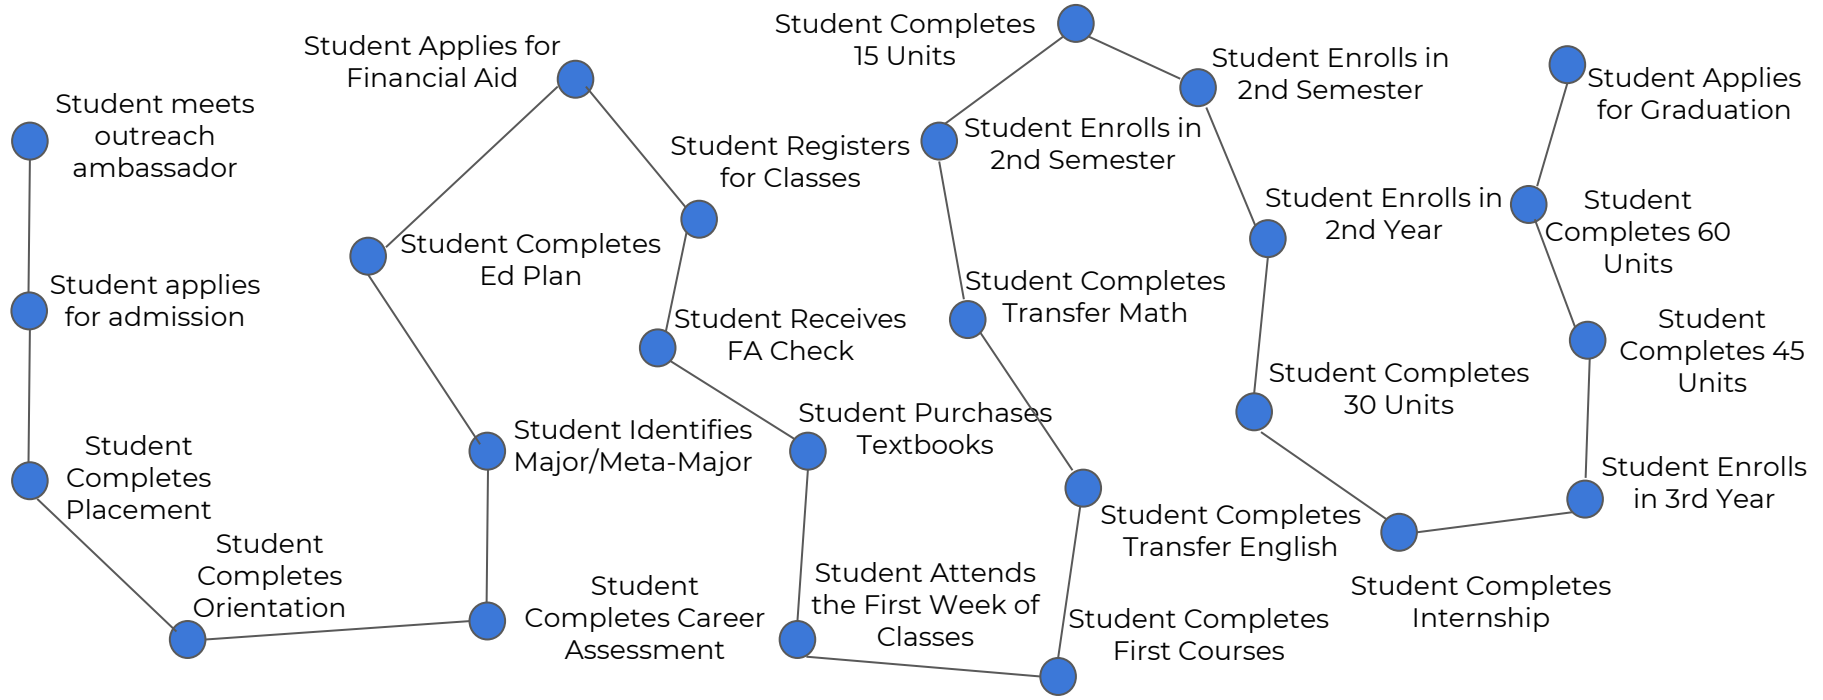 Student meets
outreach
ambassador
Student applies
for admission
Student
Completes
Placement
Student
Completes
Orientation
Student
Completes Career
Assessment
Student Identifies
Major/Meta-Major
Student Completes
Ed Plan
Student Applies for
Financial Aid
Student Registers
for Classes
Student Receives
FA Check
Student Purchases
Textbooks
Student Attends
the First Week of
Classes
Student Completes
First Courses
Student Completes
Transfer English
Student Completes
Transfer Math
Student Enrolls in
2nd Semester
Student Completes
15 Units
Student Enrolls in
2nd Semester
Student Enrolls in
2nd Year
Student Completes
30 Units
Student Completes
Internship
Student Enrolls
in 3rd Year
Student
Completes 45
Units
Student
Completes 60
Units
Student Applies
for Graduation